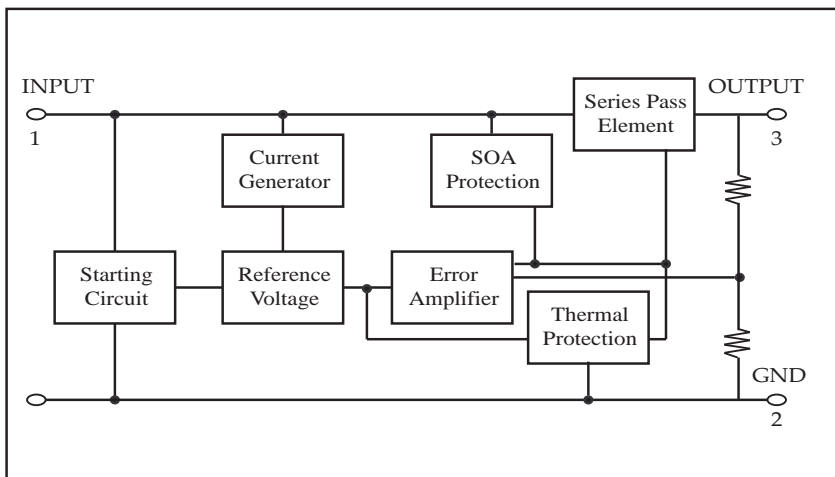 INPUT
1
Series Pass
Element
OUTPUT
3
Current
Generator
SOA
Protection
Starting
Circuit
Reference
Voltage
Error
Amplifier
Thermal
Protection
GND
2